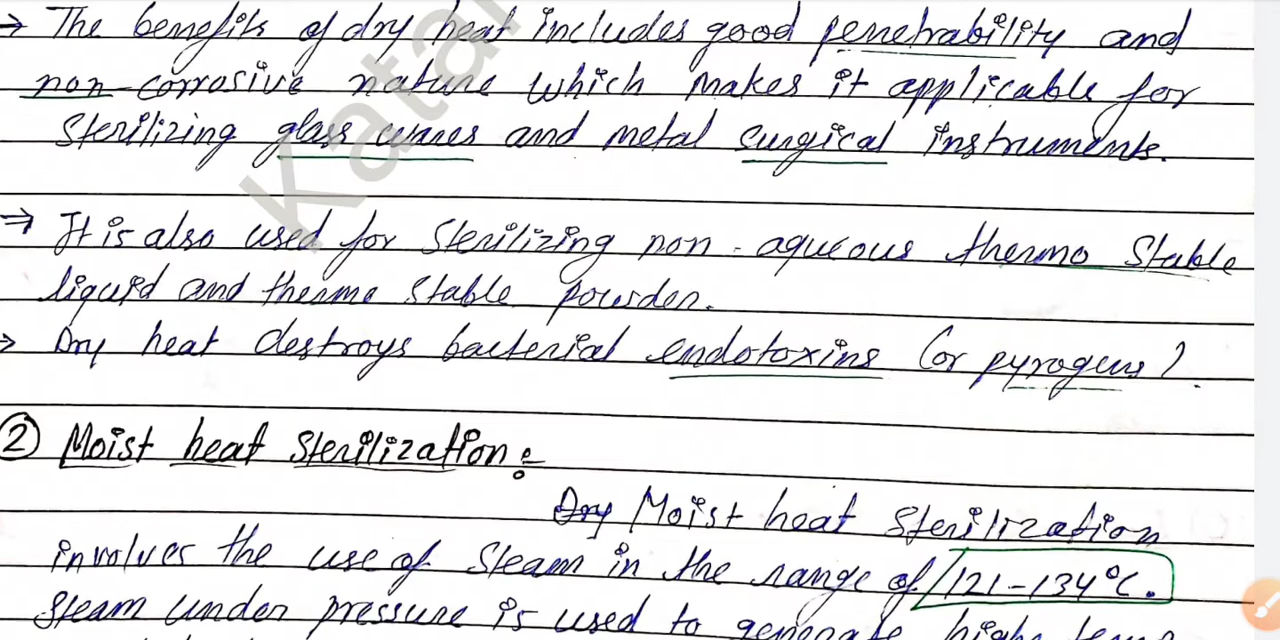 → The benefits of dry heat includes good penetrability and
non-corrosive nature which makes it applicable for
sterilizing glass wares and metal surgical instruments.
⇒ It is also used for sterilizing non-aqueous thermo stable
liquid and thermo stable powder.
→ Dry heat destroys bacterial endotoxins (or pyrogens).
② Moist heat sterilization:-
Dry Moist heat sterilization
involves the use of steam in the range of 121-134°C.
steam under pressure is used to generate high temp
Katar